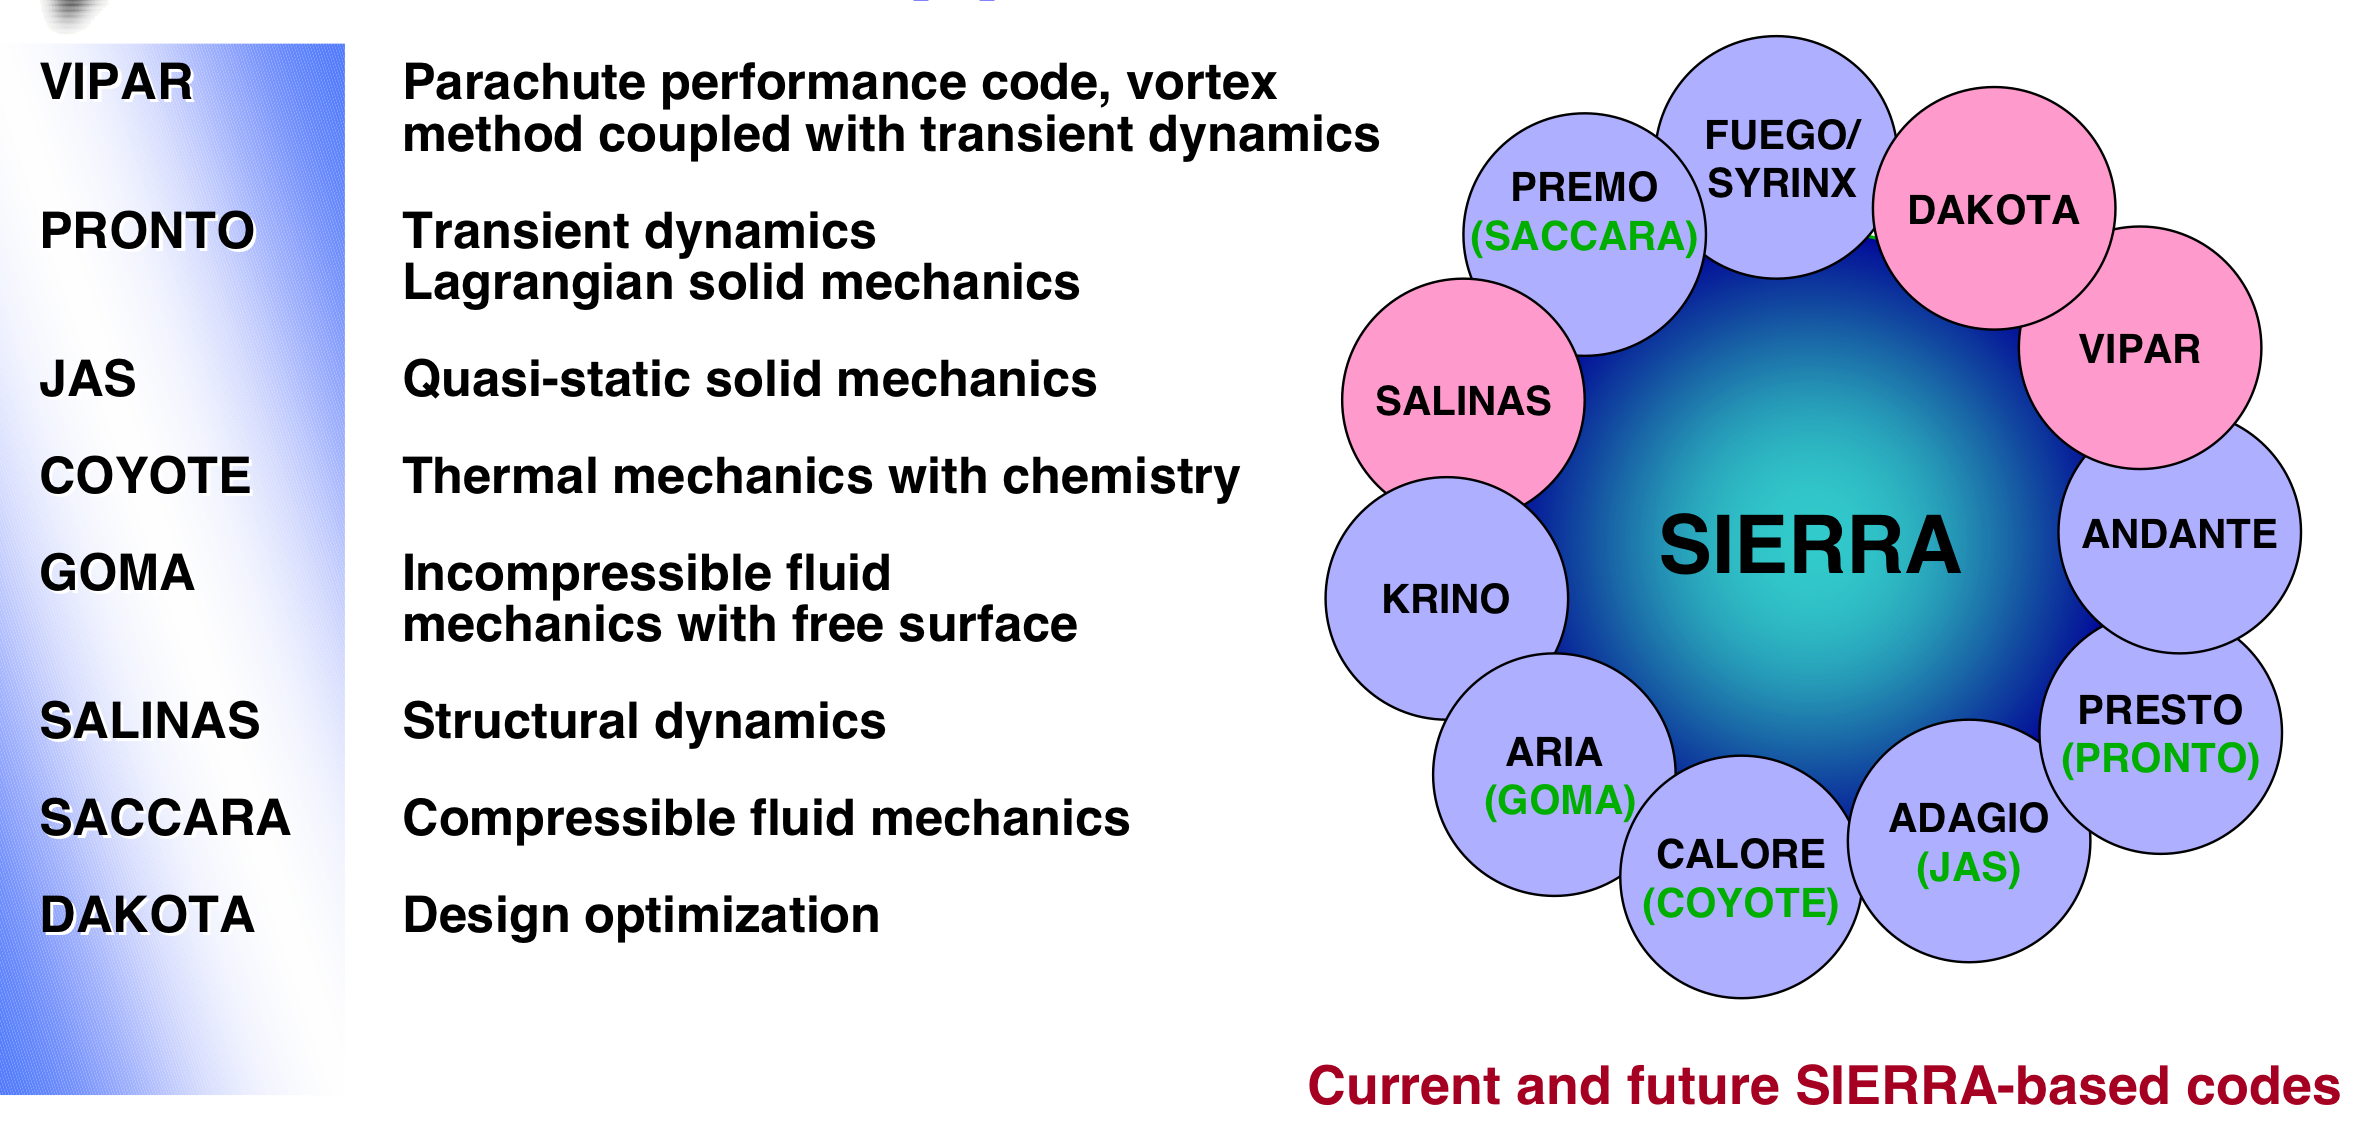 VIPAR
Parachute performance code, vortex
method coupled with transient dynamics
PRONTO
Transient dynamics
Lagrangian solid mechanics
JAS
Quasi-static solid mechanics
COYOTE
Thermal mechanics with chemistry
GOMA
Incompressible fluid
mechanics with free surface
SALINAS
Structural dynamics
SACCARA
Compressible fluid mechanics
DAKOTA
Design optimization
FUEGO/
SYRINX
DAKOTA
VIPAR
ANDANTE
PRESTO
(PRONTO)
ADAGIO
(JAS)
CALORE
(COYOTE)
ARIA
(GOMA)
KRINO
SALINAS
PREMO
(SACCARA)
SIERRA
Current and future SIERRA-based codes